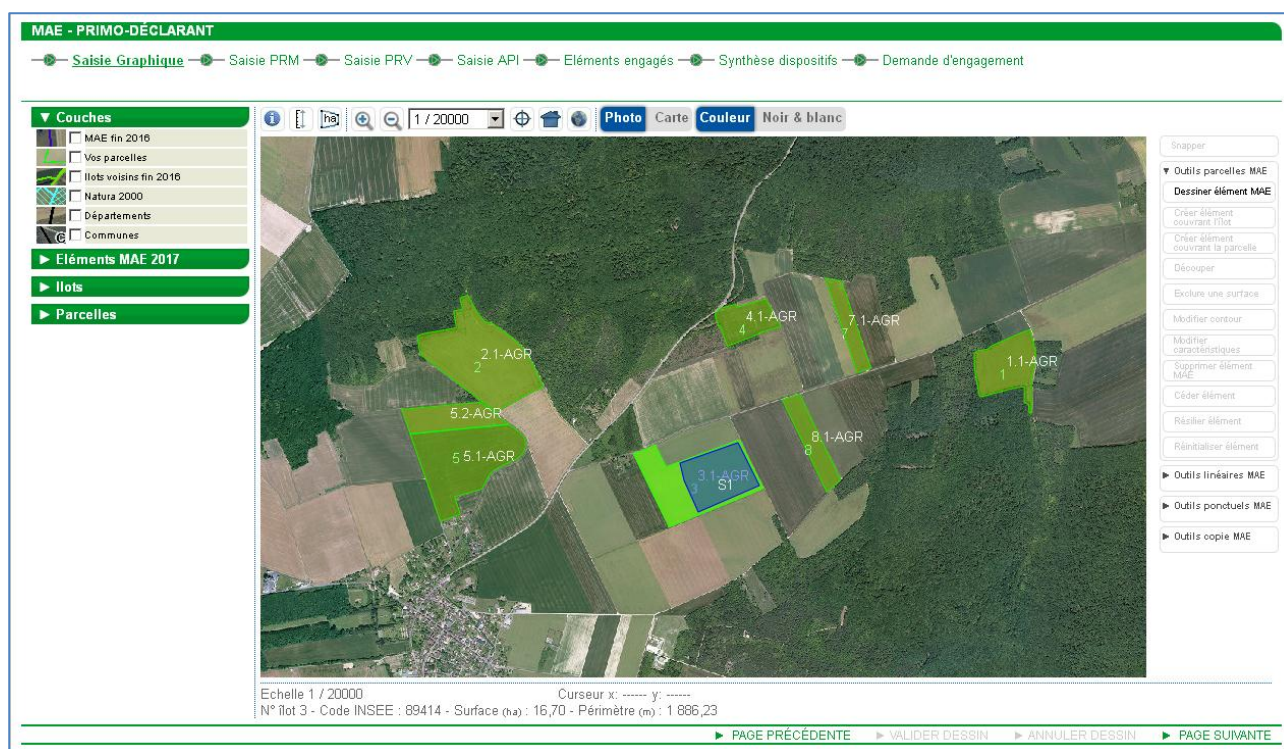 MAE - PRIMO-DÉCLARANT
Saisie Graphique Saisie PRM Saisie PRV Saisie API Eléments engagés Synthèse dispositifs Demande d'engagement
▼ Couches
MAE fin 2016
Vos parcelles
Ilots voisins fin 2016
Natura 2000
Départements
Communes
► Eléments MAE 2017
► Ilots
► Parcelles
ha 1 / 20000 Photo Carte Couleur Noir & blanc
4.1-AGR
4
7.1-AGR
7
2.1-AGR
2
1.1-AGR
1
5.2-AGR
5 5.1-AGR
8.1-AGR
8
3.1-AGR
3
S1
Snapper
▼ Outils parcelles MAE
Dessiner élément MAE
Créer élément
couvrant l'îlot
Créer élément
couvrant la parcelle
Découper
Exclure une surface
Modifier contour
Modifier
caractéristiques
Supprimer élément
MAE
Céder élément
Résilier élément
Réinitialiser élément
► Outils linéaires MAE
► Outils ponctuels MAE
► Outils copie MAE
Echelle 1 / 20000 Curseur x: ------ y: ------
N° îlot 3 - Code INSEE : 89414 - Surface (ha) : 16,70 - Périmètre (m) : 1 886,23
► PAGE PRÉCÉDENTE ► VALIDER DESSIN ► ANNULER DESSIN ► PAGE SUIVANTE